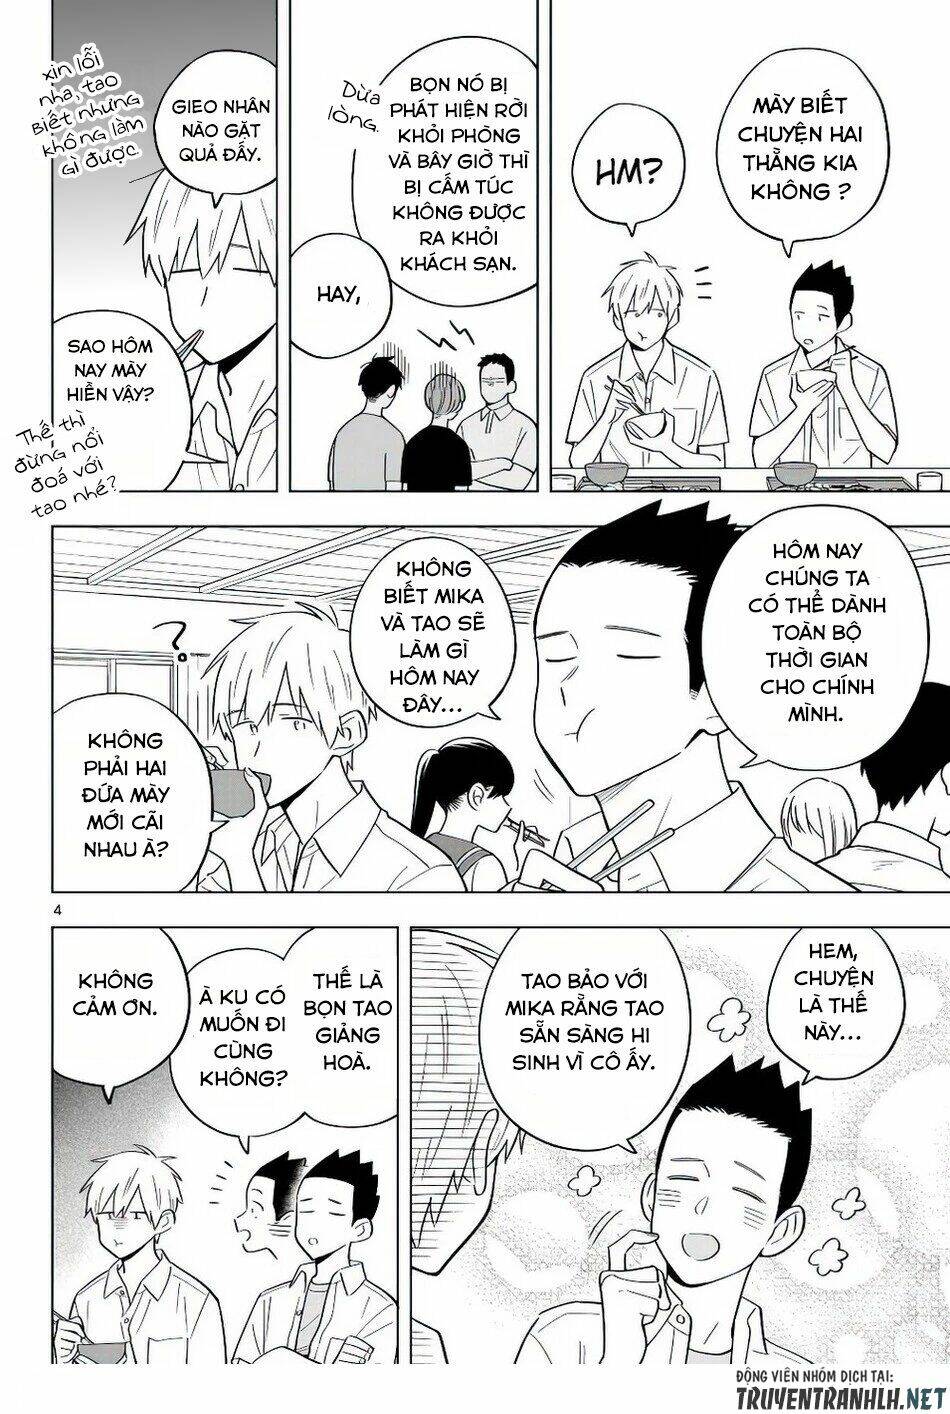 MÀY BIẾT
CHUYỆN HAI
THẰNG KIA
KHÔNG ?
HM?
BỌN NÓ BỊ
PHÁT HIỆN RỜI
KHỎI PHÒNG
VÀ BÂY GIỜ THÌ
BỊ CẤM TÚC
KHÔNG ĐƯỢC
RA KHỎI
KHÁCH SẠN.
Dừa
lòng.
HAY,
GIEO NHÂN
NÀO GẶT
QUẢ ĐẤY.
xin lỗi
nha, tao
biết nhưng
không làm
gì được
SAO HÔM
NAY MÀY
HIỀN VẬY?
Thế thì
đừng nổi
đoá với
tao nhé?
HÔM NAY
CHÚNG TA
CÓ THỂ DÀNH
TOÀN BỘ
THỜI GIAN
CHO CHÍNH
MÌNH.
KHÔNG
BIẾT MIKA
VÀ TAO SẼ
LÀM GÌ
HÔM NAY
ĐÂY...
?
KHÔNG
PHẢI HAI
ĐỨA MÀY
MỚI CÃI
NHAU À?
4
HEM,
CHUYỆN
LÀ THẾ
NÀY...
TAO BẢO VỚI
MIKA RẰNG TAO
SẴN SÀNG HI
SINH VÌ CÔ ẤY.
THẾ LÀ
BỌN TAO
GIẢNG
HOÀ.
À KU CÓ
MUỐN ĐI
CÙNG
KHÔNG?
KHÔNG
CẢM ƠN.
ĐỘNG VIÊN NHÓM DỊCH TẠI:
TRUYENTRANHLH.NET